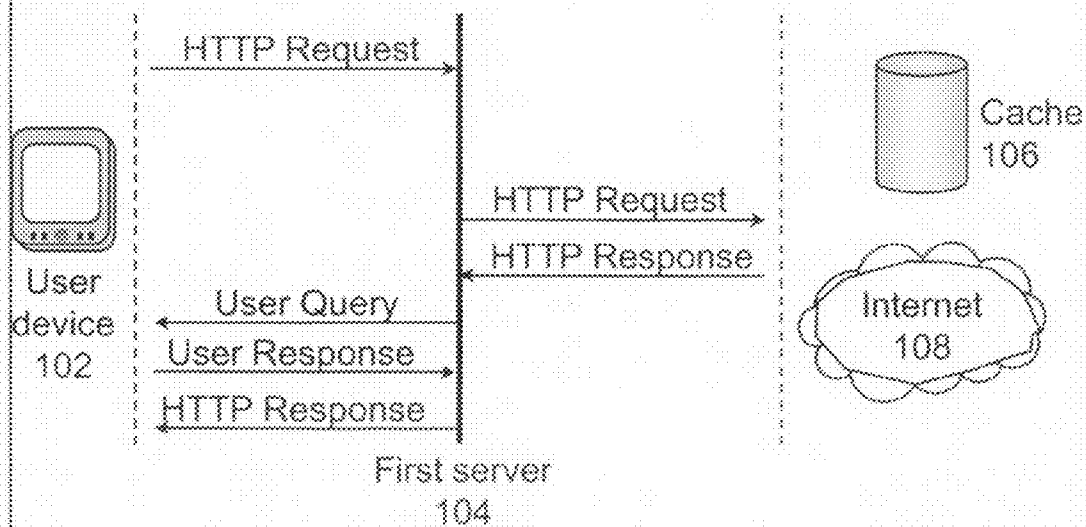 HTTP Request
Cache
106
HTTP Request
HTTP Response
User
device
102
User Query
User Response
HTTP Response
Internet
108
First server
104